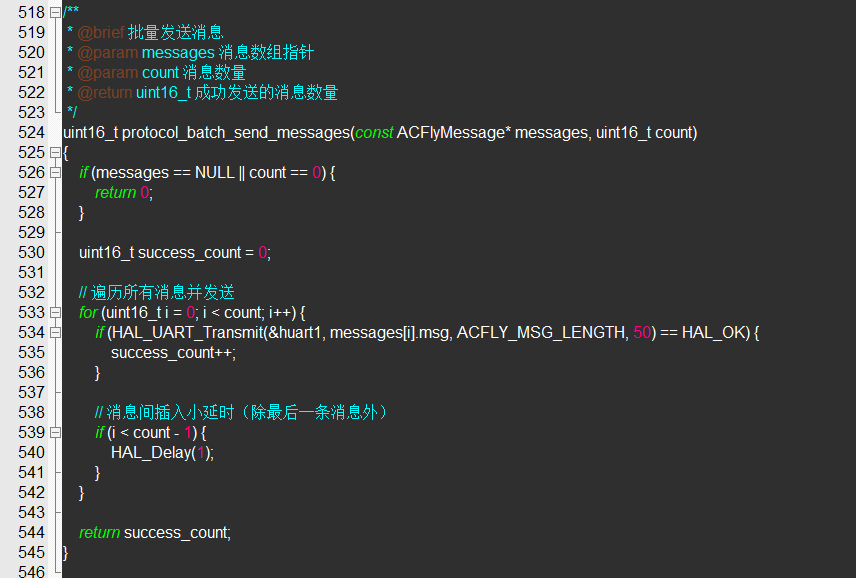 518 /**
519  * @brief 批量发送消息
520  * @param messages 消息数组指针
521  * @param count 消息数量
522  * @return uint16_t 成功发送的消息数量
523  */
524 uint16_t protocol_batch_send_messages(const ACFlyMessage* messages, uint16_t count)
525 {
526     if (messages == NULL || count == 0) {
527         return 0;
528     }
529
530     uint16_t success_count = 0;
531
532     // 遍历所有消息并发送
533     for (uint16_t i = 0; i < count; i++) {
534         if (HAL_UART_Transmit(&huart1, messages[i].msg, ACFLY_MSG_LENGTH, 50) == HAL_OK) {
535             success_count++;
536         }
537
538         // 消息间插入小延时（除最后一条消息外）
539         if (i < count - 1) {
540             HAL_Delay(1);
541         }
542     }
543
544     return success_count;
545 }
546